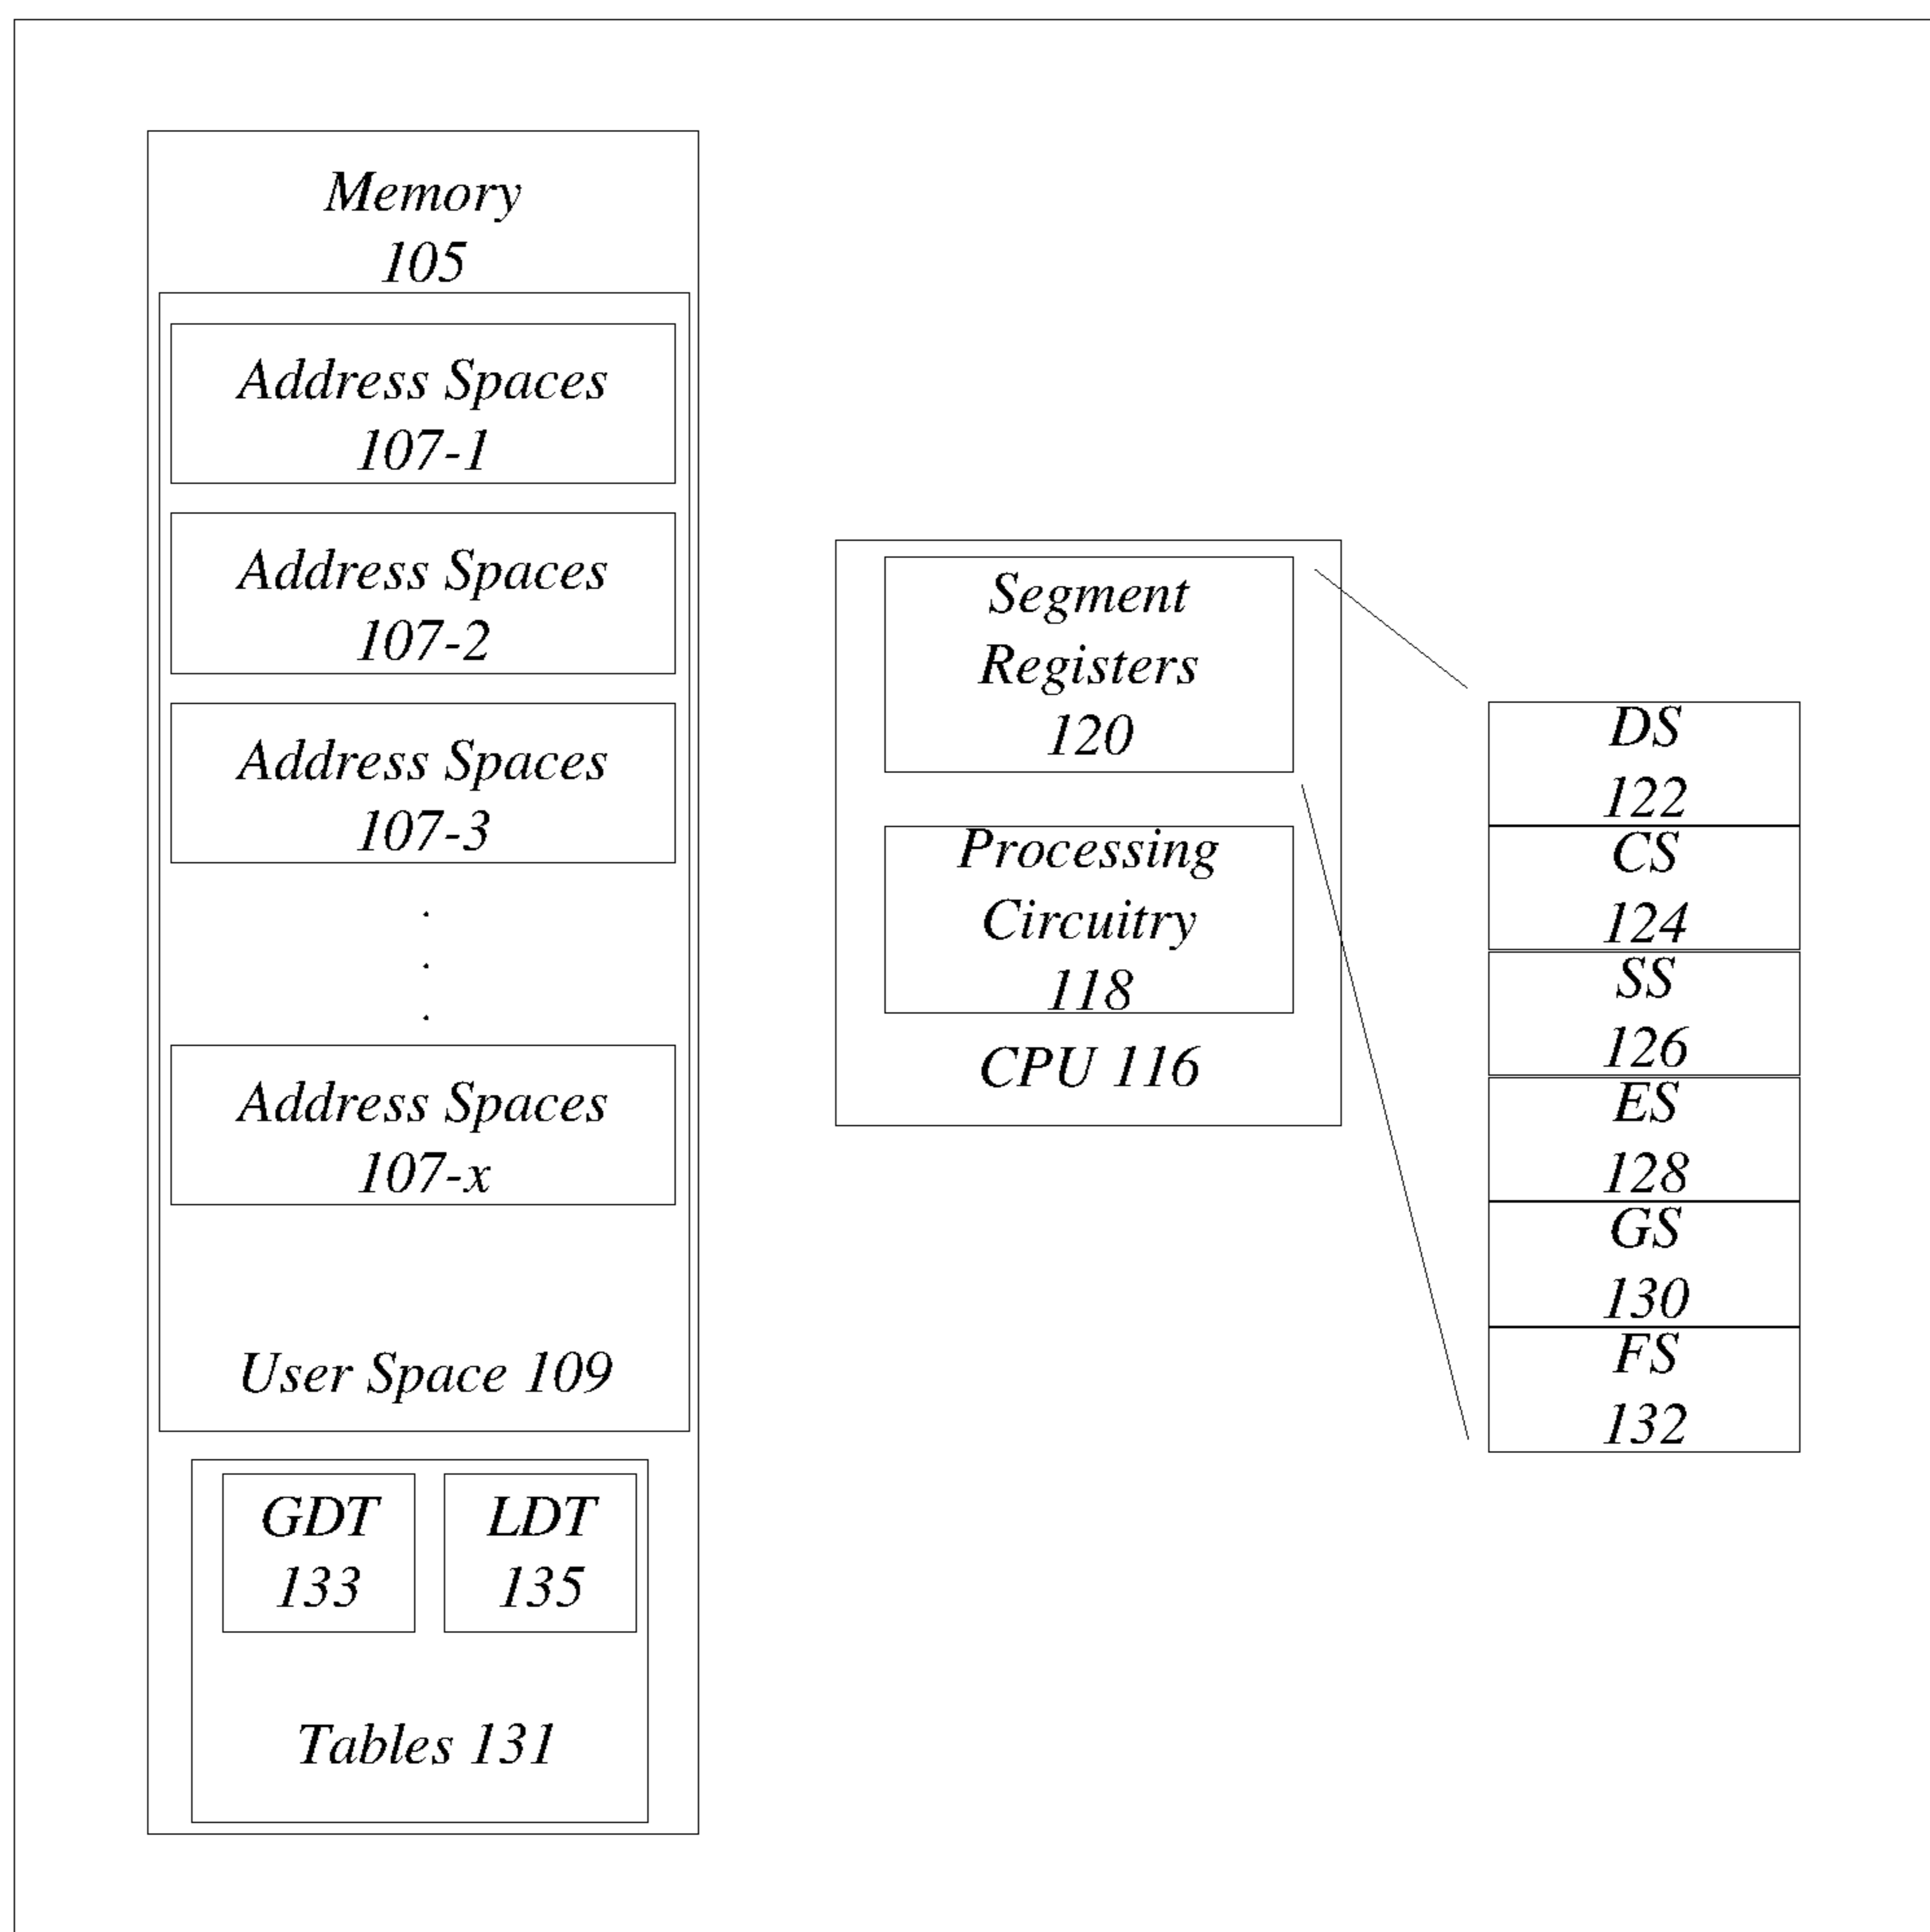 Memory
105
Address Spaces
107-1
Address Spaces
107-2
Address Spaces
107-3
.
.
.
Address Spaces
107-x
User Space 109
GDT
133
LDT
135
Tables 131
Segment
Registers
120
Processing
Circuitry
118
CPU 116
DS
122
CS
124
SS
126
ES
128
GS
130
FS
132